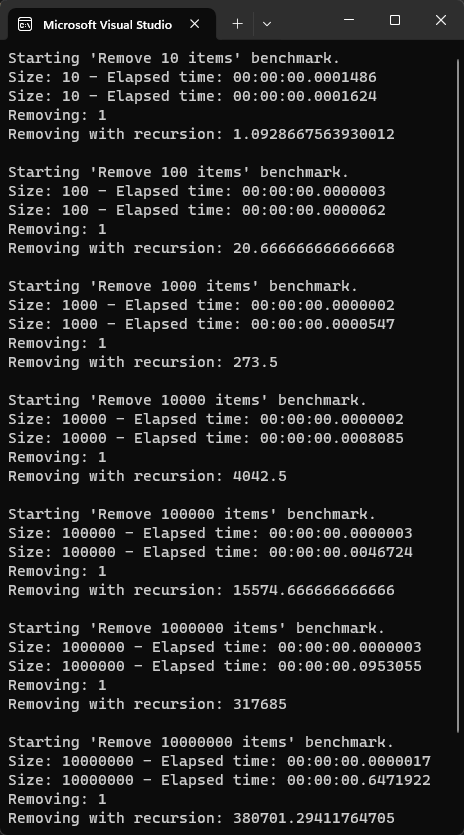 Microsoft Visual Studio
Starting 'Remove 10 items' benchmark.
Size: 10 - Elapsed time: 00:00:00.0001486
Size: 10 - Elapsed time: 00:00:00.0001624
Removing: 1
Removing with recursion: 1.0928667563930012
Starting 'Remove 100 items' benchmark.
Size: 100 - Elapsed time: 00:00:00.0000003
Size: 100 - Elapsed time: 00:00:00.0000062
Removing: 1
Removing with recursion: 20.666666666666668
Starting 'Remove 1000 items' benchmark.
Size: 1000 - Elapsed time: 00:00:00.0000002
Size: 1000 - Elapsed time: 00:00:00.0000547
Removing: 1
Removing with recursion: 273.5
Starting 'Remove 10000 items' benchmark.
Size: 10000 - Elapsed time: 00:00:00.0000002
Size: 10000 - Elapsed time: 00:00:00.0008085
Removing: 1
Removing with recursion: 4042.5
Starting 'Remove 100000 items' benchmark.
Size: 100000 - Elapsed time: 00:00:00.0000003
Size: 100000 - Elapsed time: 00:00:00.0046724
Removing: 1
Removing with recursion: 15574.666666666666
Starting 'Remove 1000000 items' benchmark.
Size: 1000000 - Elapsed time: 00:00:00.0000003
Size: 1000000 - Elapsed time: 00:00:00.0953055
Removing: 1
Removing with recursion: 317685
Starting 'Remove 10000000 items' benchmark.
Size: 10000000 - Elapsed time: 00:00:00.0000017
Size: 10000000 - Elapsed time: 00:00:00.6471922
Removing: 1
Removing with recursion: 380701.29411764705